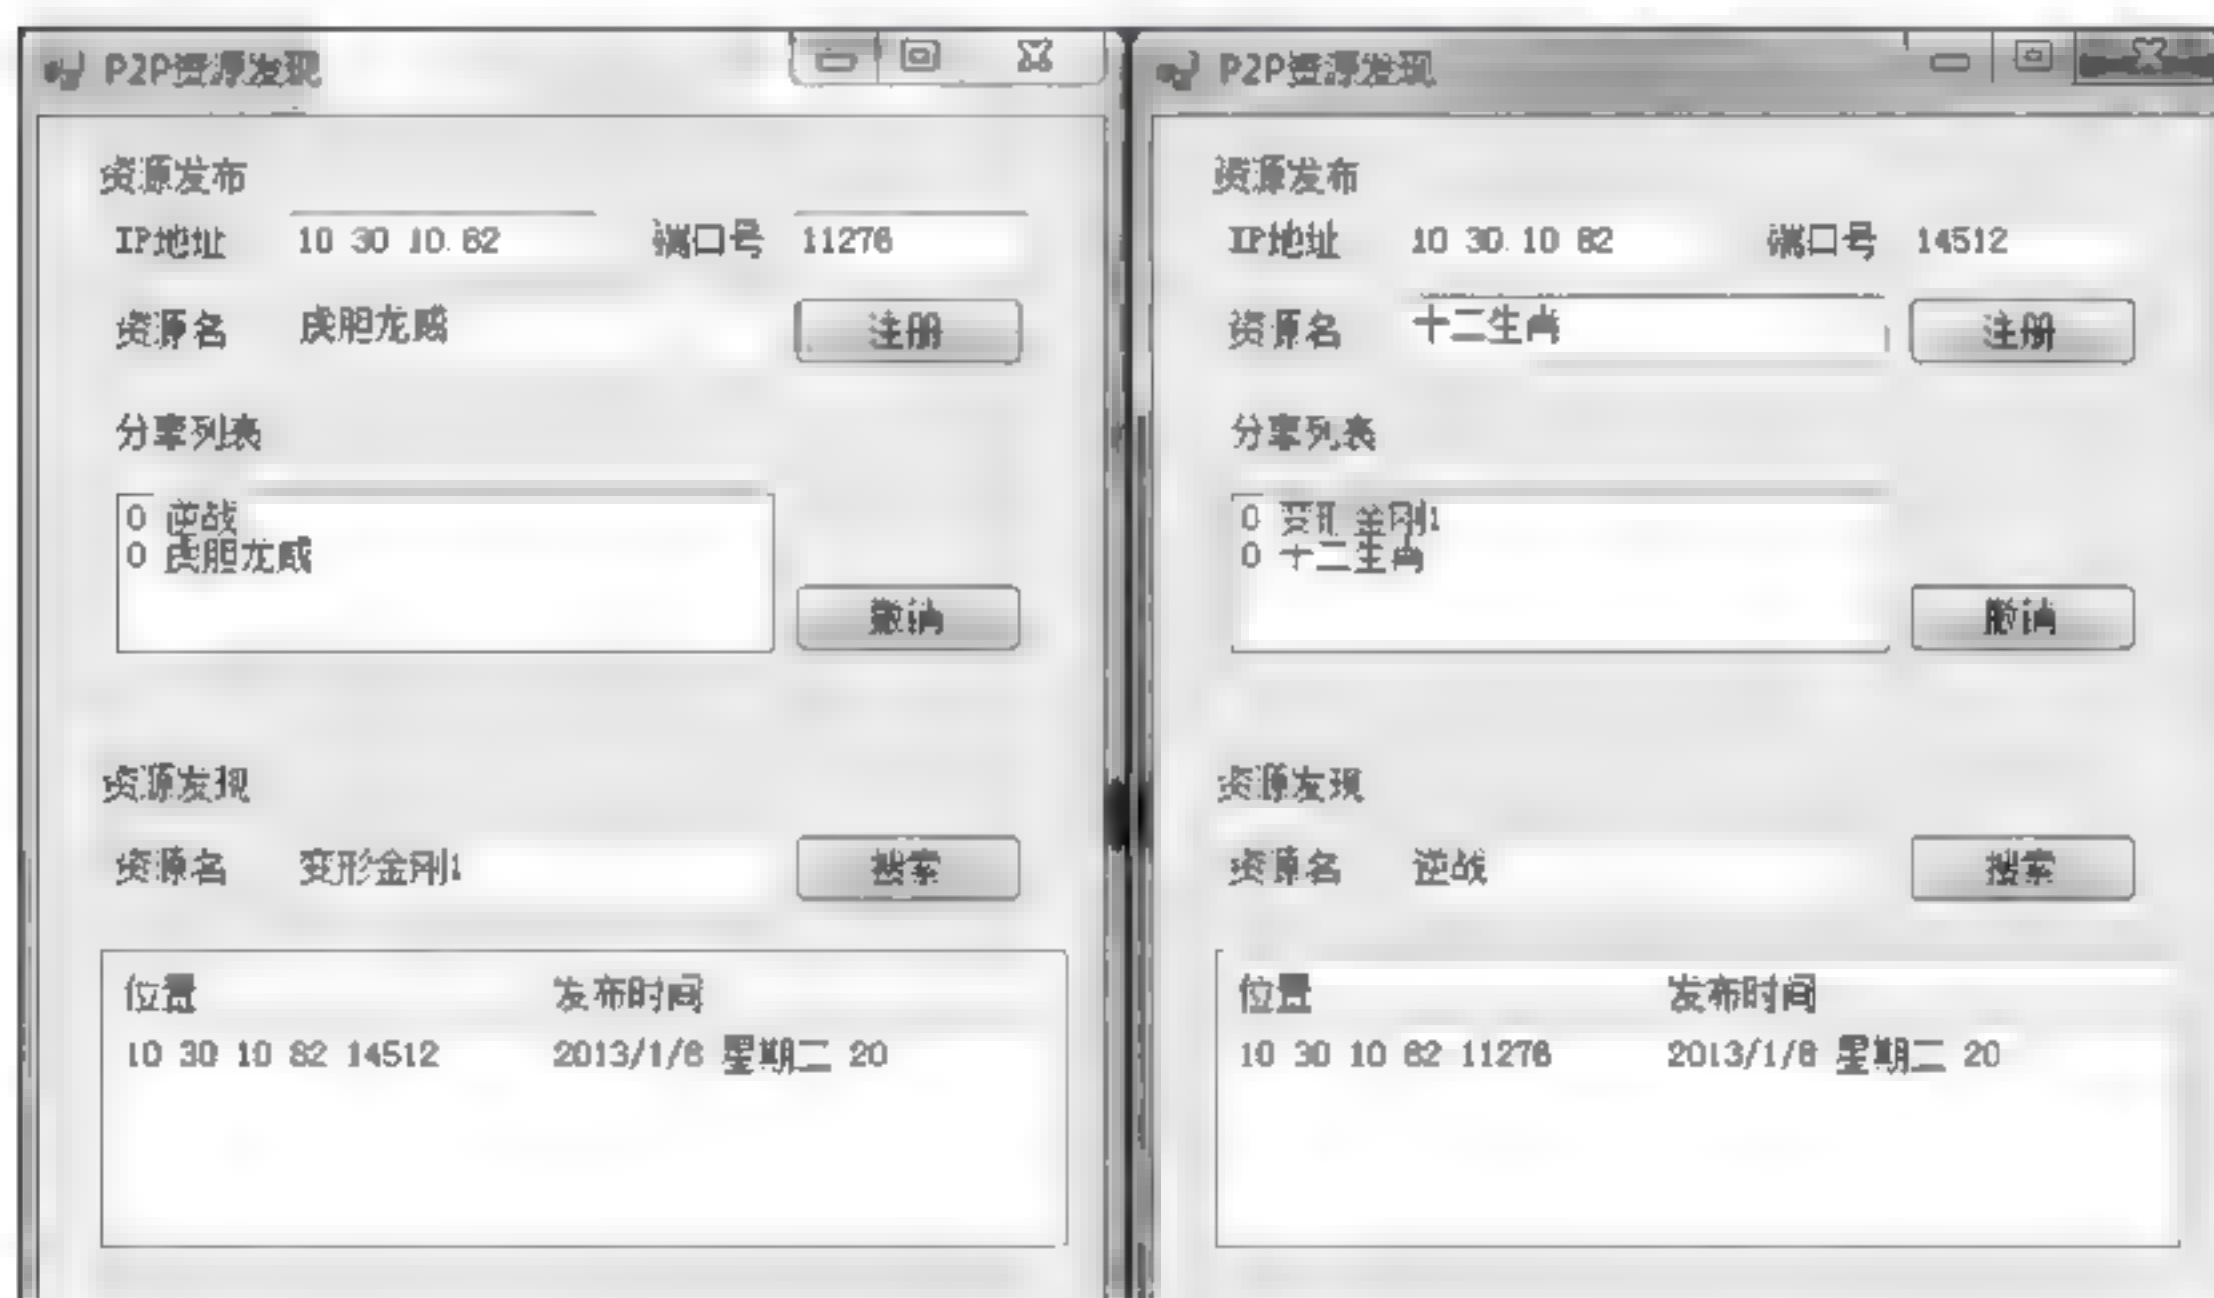 P2P资源发现
资源发布
IP地址 10 30 10. 82 端口号 11276
资源名 虎胆龙威 注册
分享列表
0 逆战
0 虎胆龙威
撤销
资源发现
资源名 变形金刚1 搜索
位置 发布时间
10 30 10 82 14512 2013/1/8 星期二 20
P2P资源发现
资源发布
IP地址 10 30. 10 82 端口号 14512
资源名 十二生肖 注册
分享列表
0 变形金刚1
0 十二生肖
撤销
资源发现
资源名 逆战 搜索
位置 发布时间
10 30 10 82 11276 2013/1/8 星期二 20